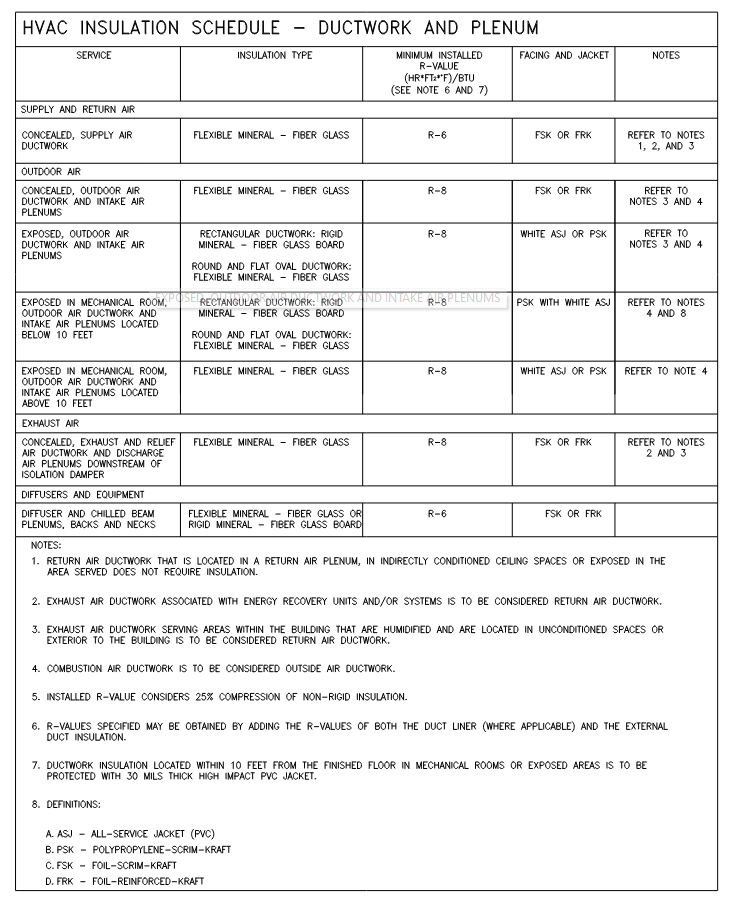 HVAC INSULATION SCHEDULE – DUCTWORK AND PLENUM
SERVICE
INSULATION TYPE
MINIMUM INSTALLED
R-VALUE
(HR*FT²*°F)/BTU
(SEE NOTE 6 AND 7)
FACING AND JACKET
NOTES
SUPPLY AND RETURN AIR
CONCEALED, SUPPLY AIR
DUCTWORK
FLEXIBLE MINERAL – FIBER GLASS
R-6
FSK OR FRK
REFER TO NOTES
1, 2, AND 3
OUTDOOR AIR
CONCEALED, OUTDOOR AIR
DUCTWORK AND INTAKE AIR
PLENUMS
FLEXIBLE MINERAL – FIBER GLASS
R-8
FSK OR FRK
REFER TO
NOTES 3 AND 4
EXPOSED, OUTDOOR AIR
DUCTWORK AND INTAKE AIR
PLENUMS
RECTANGULAR DUCTWORK: RIGID
MINERAL – FIBER GLASS BOARD
ROUND AND FLAT OVAL DUCTWORK:
FLEXIBLE MINERAL – FIBER GLASS
R-8
WHITE ASJ OR PSK
REFER TO
NOTES 3 AND 4
EXPOSED, OUTDOOR AIR DUCTWORK AND INTAKE AIR PLENUMS
EXPOSED IN MECHANICAL ROOM,
OUTDOOR AIR DUCTWORK AND
INTAKE AIR PLENUMS LOCATED
BELOW 10 FEET
RECTANGULAR DUCTWORK: RIGID
MINERAL – FIBER GLASS BOARD
ROUND AND FLAT OVAL DUCTWORK:
FLEXIBLE MINERAL – FIBER GLASS
R-8
PSK WITH WHITE ASJ
REFER TO NOTES
4 AND 8
EXPOSED IN MECHANICAL ROOM,
OUTDOOR AIR DUCTWORK AND
INTAKE AIR PLENUMS LOCATED
ABOVE 10 FEET
FLEXIBLE MINERAL – FIBER GLASS
R-8
WHITE ASJ OR PSK
REFER TO NOTE 4
EXHAUST AIR
CONCEALED, EXHAUST AND RELIEF
AIR DUCTWORK AND DISCHARGE
AIR PLENUMS DOWNSTREAM OF
ISOLATION DAMPER
FLEXIBLE MINERAL – FIBER GLASS
R-8
FSK OR FRK
REFER TO NOTES
2 AND 3
DIFFUSERS AND EQUIPMENT
DIFFUSER AND CHILLED BEAM
PLENUMS, BACKS AND NECKS
FLEXIBLE MINERAL – FIBER GLASS OR
RIGID MINERAL – FIBER GLASS BOARD
R-6
FSK OR FRK
NOTES:
1. RETURN AIR DUCTWORK THAT IS LOCATED IN A RETURN AIR PLENUM, IN INDIRECTLY CONDITIONED CEILING SPACES OR EXPOSED IN THE
AREA SERVED DOES NOT REQUIRE INSULATION.
2. EXHAUST AIR DUCTWORK ASSOCIATED WITH ENERGY RECOVERY UNITS AND/OR SYSTEMS IS TO BE CONSIDERED RETURN AIR DUCTWORK.
3. EXHAUST AIR DUCTWORK SERVING AREAS WITHIN THE BUILDING THAT ARE HUMIDIFIED AND ARE LOCATED IN UNCONDITIONED SPACES OR
EXTERIOR TO THE BUILDING IS TO BE CONSIDERED RETURN AIR DUCTWORK.
4. COMBUSTION AIR DUCTWORK IS TO BE CONSIDERED OUTSIDE AIR DUCTWORK.
5. INSTALLED R-VALUE CONSIDERS 25% COMPRESSION OF NON-RIGID INSULATION.
6. R-VALUES SPECIFIED MAY BE OBTAINED BY ADDING THE R-VALUES OF BOTH THE DUCT LINER (WHERE APPLICABLE) AND THE EXTERNAL
DUCT INSULATION.
7. DUCTWORK INSULATION LOCATED WITHIN 10 FEET FROM THE FINISHED FLOOR IN MECHANICAL ROOMS OR EXPOSED AREAS IS TO BE
PROTECTED WITH 30 MILS THICK HIGH IMPACT PVC JACKET.
8. DEFINITIONS:
A. ASJ – ALL-SERVICE JACKET (PVC)
B. PSK – POLYPROPYLENE-SCRIM-KRAFT
C. FSK – FOIL-SCRIM-KRAFT
D. FRK – FOIL-REINFORCED-KRAFT